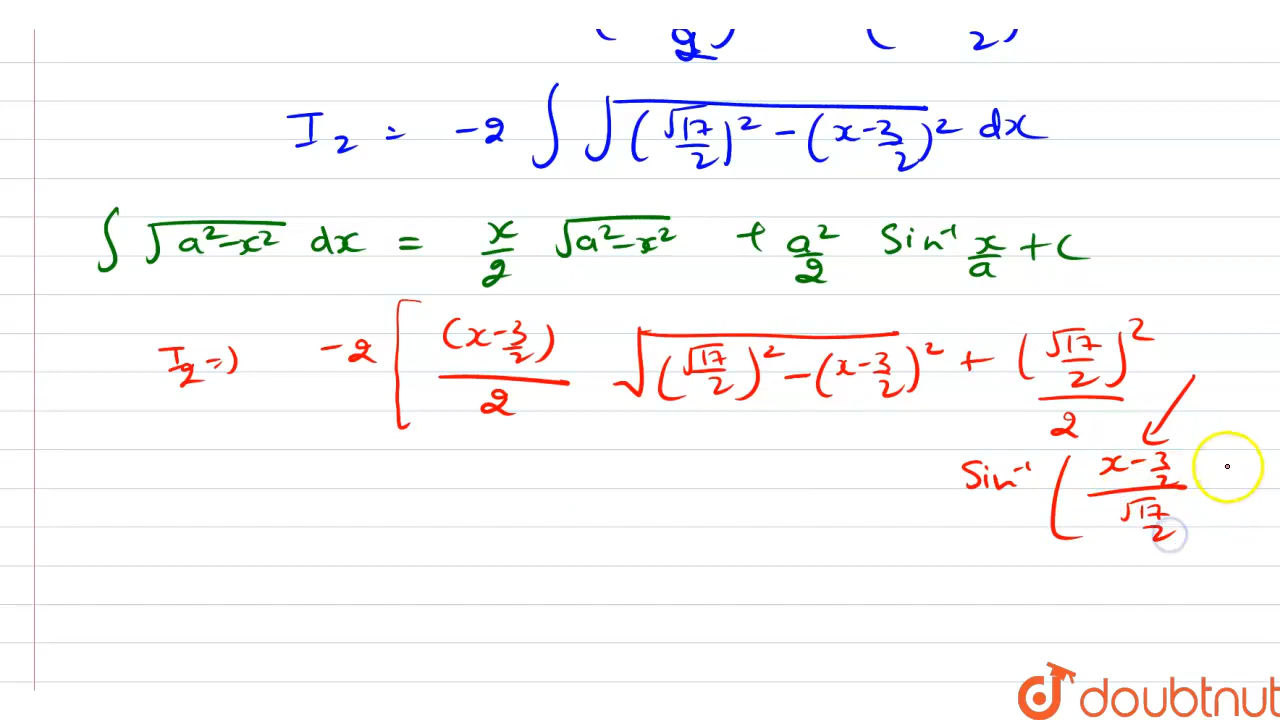 ( 2 ) ( 2 )
I₂ = -2 ∫ √((√17/2)² - (x - 3/2)²) dx
∫ √(a² - x²) dx = x/2 √(a² - x²) + a²/2 Sin⁻¹ x/a + C
I₂ ⇒ -2 [ (x - 3/2)/2 √((√17/2)² - (x - 3/2)²) + (√17/2)²/2
Sin⁻¹ ( (x - 3/2)/(√17/2)
doubtnut